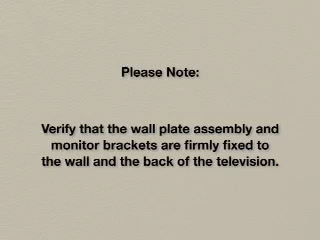 Please Note:
Verify that the wall plate assembly and
monitor brackets are firmly fixed to
the wall and the back of the television.